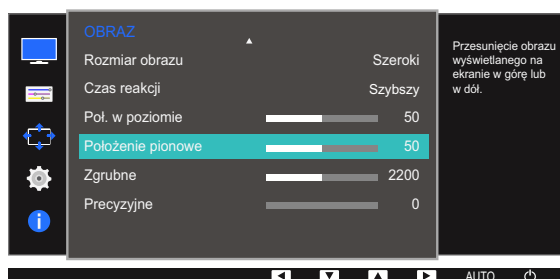 OBRAZ
Rozmiar obrazu Szeroki
Czas reakcji Szybszy
Poł. w poziomie 50
Położenie pionowe 50
Zgrubne 2200
Precyzyjne 0
Przesunięcie obrazu
wyświetlanego na
ekranie w górę lub
w dół.
AUTO